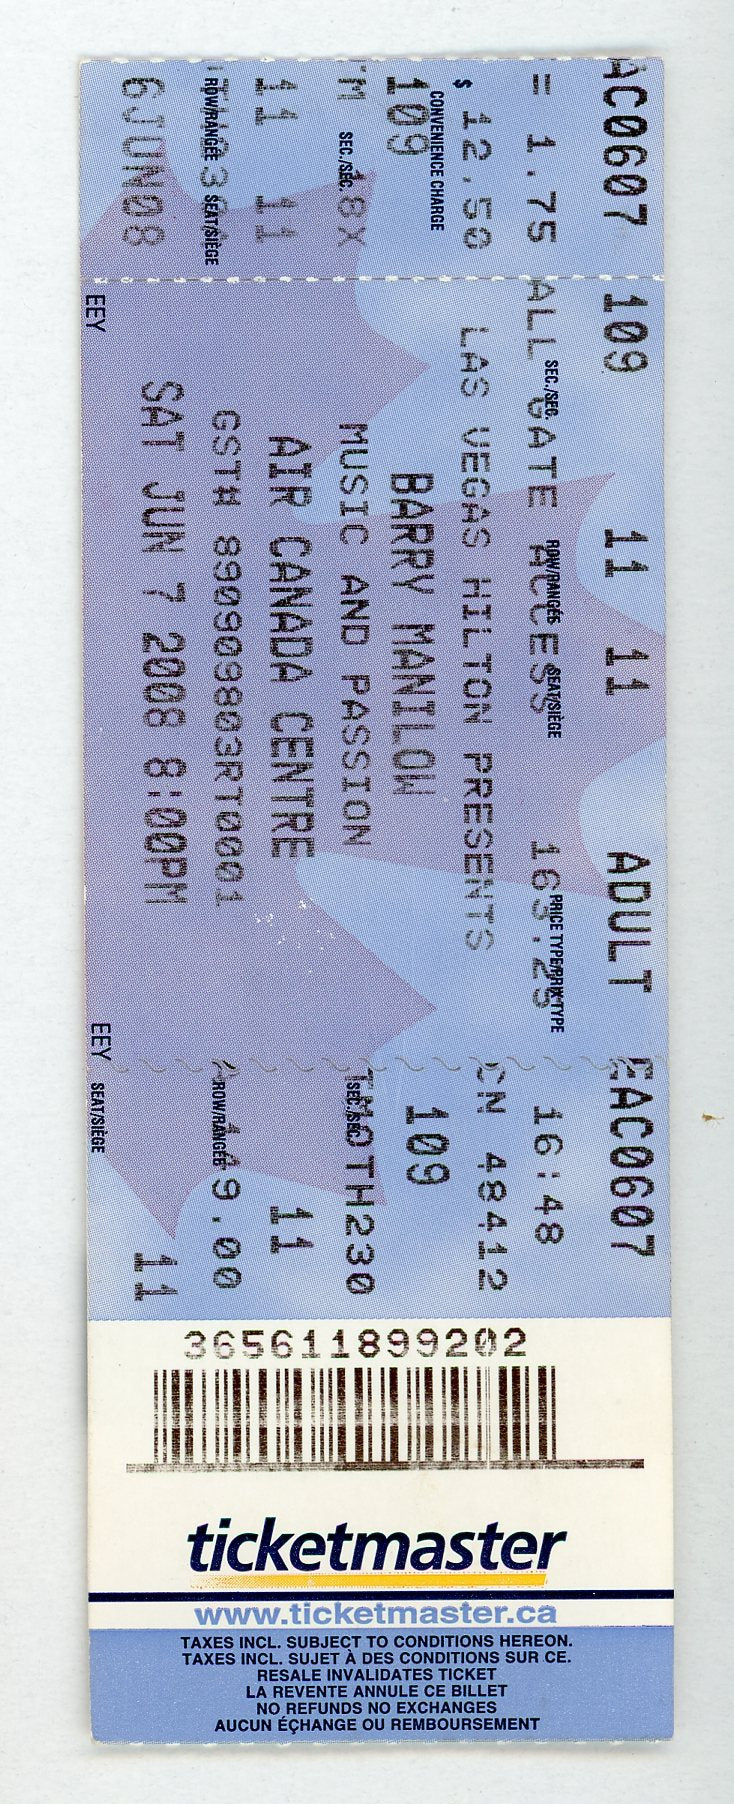 EAC0607 109 11 11 ADULT EAC0607
= 1.75 ALL GATE ACCESS 163.25 16:48
SEC./SEC. ROW/RANGÉE SEAT/SIÈGE PRICE TYPE/PRIX TYPE
$ 12.50 LAS VEGAS HILTON PRESENTS CN 48412
CONVENIENCE CHARGE
109 BARRY MANILOW 109
MUSIC AND PASSION TMOTH230
SEC./SEC. 18X SEC./SEC.
11 11 AIR CANADA CENTRE 11
GST# 890909803RT0001 A 149.00
ROW/RANGÉE SEAT/SIÈGE ROW/RANGÉE
6JUN08 SAT JUN 7 2008 8:00PM 11
EEY EEY SEAT/SIÈGE
365611899202
ticketmaster
www.ticketmaster.ca
TAXES INCL. SUBJECT TO CONDITIONS HEREON.
TAXES INCL. SUJET À DES CONDITIONS SUR CE.
RESALE INVALIDATES TICKET
LA REVENTE ANNULE CE BILLET
NO REFUNDS NO EXCHANGES
AUCUN ÉCHANGE OU REMBOURSEMENT